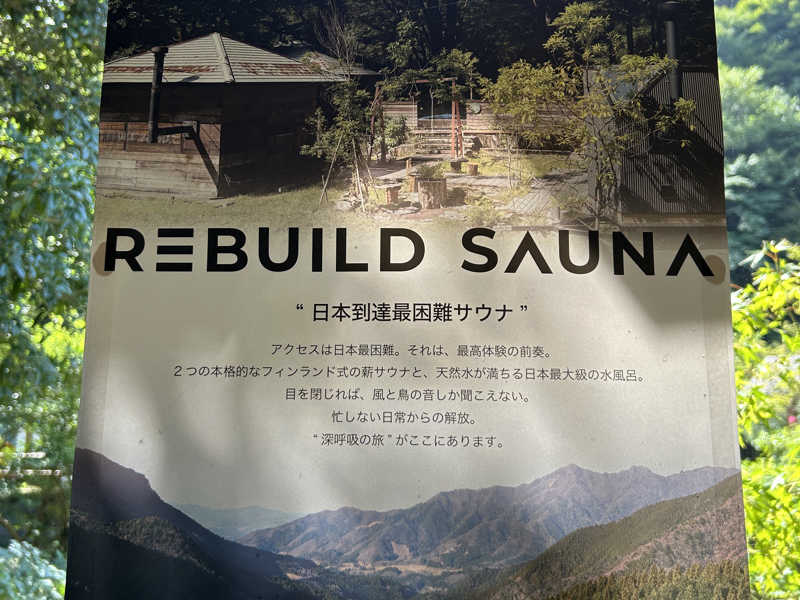 REBUILD SAUNA
“ 日本到達最困難サウナ ”
アクセスは日本最困難。それは、最高体験の前奏。
２つの本格的なフィンランド式の薪サウナと、天然水が満ちる日本最大級の水風呂。
目を閉じれば、風と鳥の音しか聞こえない。
忙しない日常からの解放。
“ 深呼吸の旅 ” がここにあります。